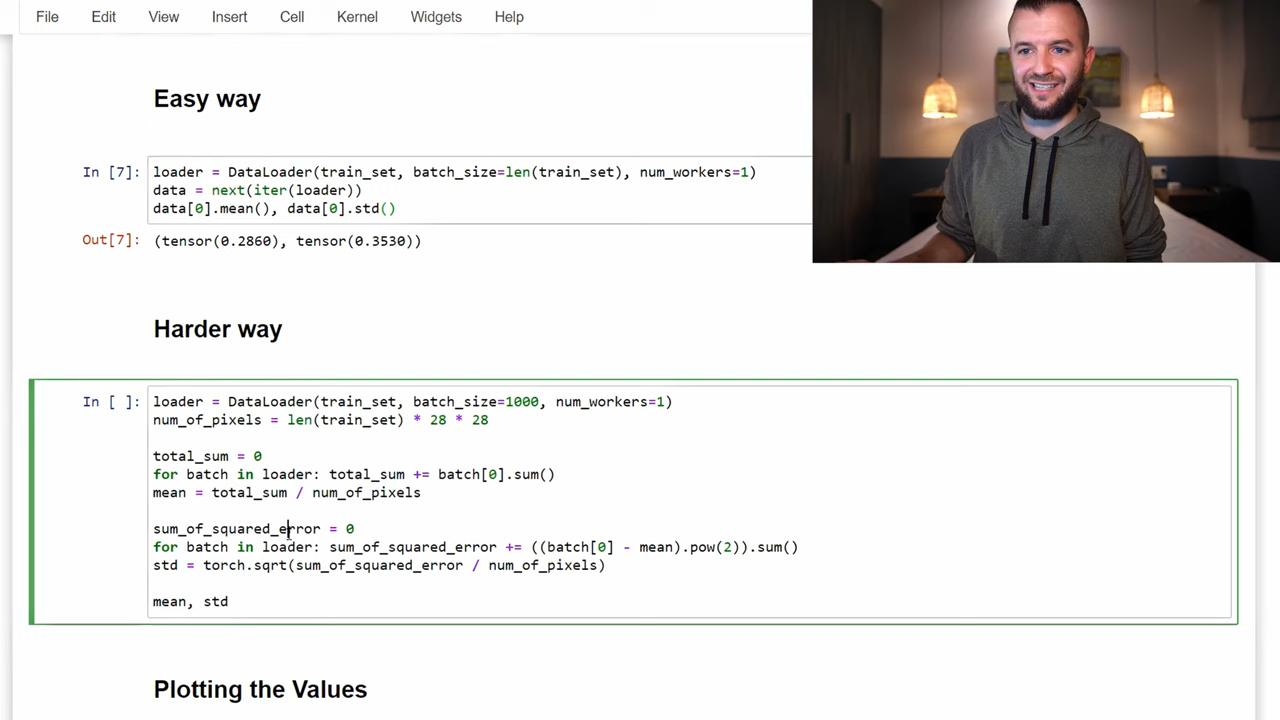 File Edit View Insert Cell Kernel Widgets Help
Easy way
In [7]: loader = DataLoader(train_set, batch_size=len(train_set), num_workers=1)
data = next(iter(loader))
data[0].mean(), data[0].std()
Out[7]: (tensor(0.2860), tensor(0.3530))
Harder way
In [ ]: loader = DataLoader(train_set, batch_size=1000, num_workers=1)
num_of_pixels = len(train_set) * 28 * 28
total_sum = 0
for batch in loader: total_sum += batch[0].sum()
mean = total_sum / num_of_pixels
sum_of_squared_error = 0
for batch in loader: sum_of_squared_error += ((batch[0] - mean).pow(2)).sum()
std = torch.sqrt(sum_of_squared_error / num_of_pixels)
mean, std
Plotting the Values